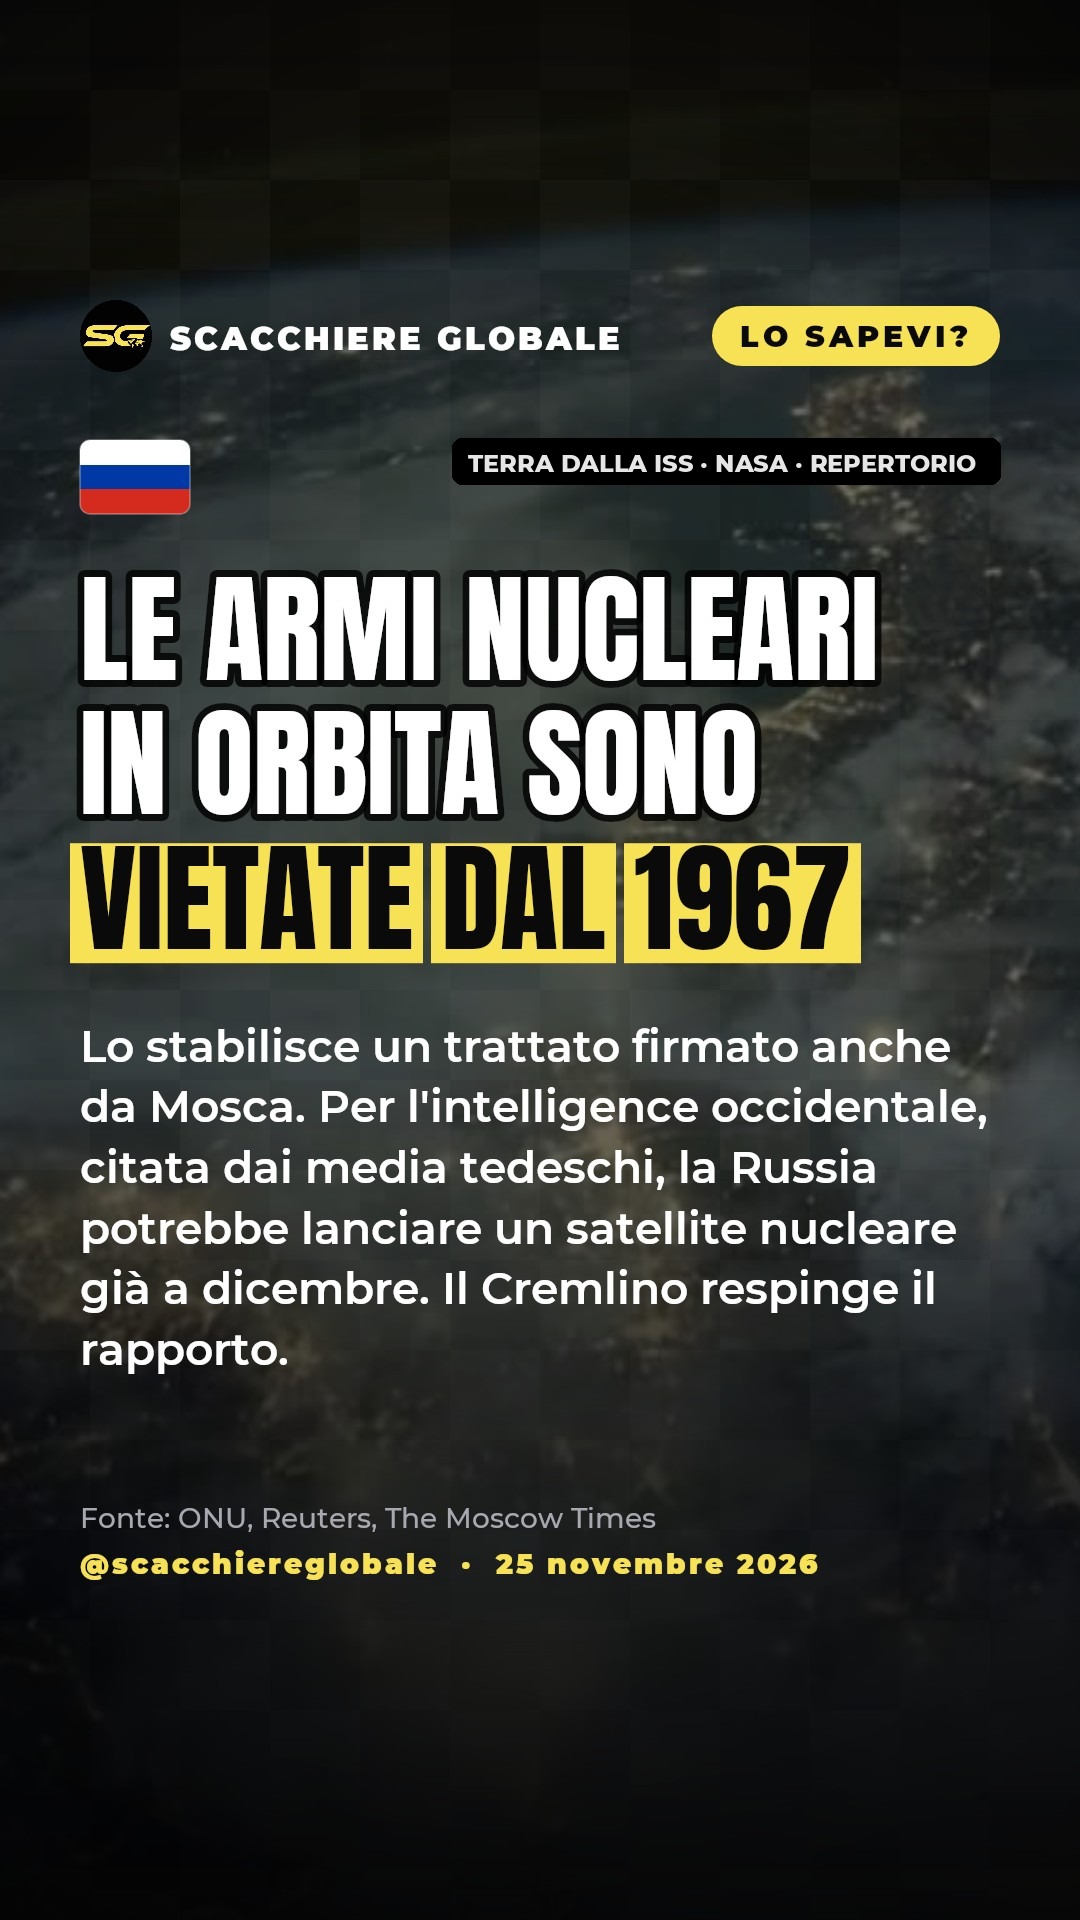 SG SCACCHIERE GLOBALE
LO SAPEVI?
TERRA DALLA ISS · NASA · REPERTORIO
LE ARMI NUCLEARI
IN ORBITA SONO
VIETATE DAL 1967
Lo stabilisce un trattato firmato anche
da Mosca. Per l'intelligence occidentale,
citata dai media tedeschi, la Russia
potrebbe lanciare un satellite nucleare
già a dicembre. Il Cremlino respinge il
rapporto.
Fonte: ONU, Reuters, The Moscow Times
@scacchiereglobale · 25 novembre 2026